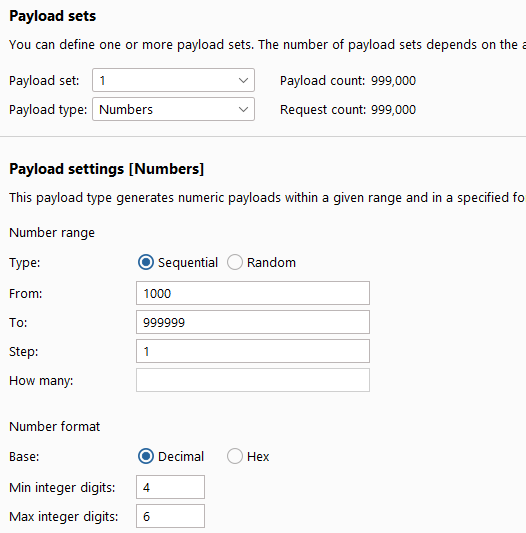 Payload sets
You can define one or more payload sets. The number of payload sets depends on the
Payload set: 1 Payload count: 999,000
Payload type: Numbers Request count: 999,000
Payload settings [Numbers]
This payload type generates numeric payloads within a given range and in a specified
Number range
Type: Sequential Random
From: 1000
To: 999999
Step: 1
How many:
Number format
Base: Decimal Hex
Min integer digits: 4
Max integer digits: 6